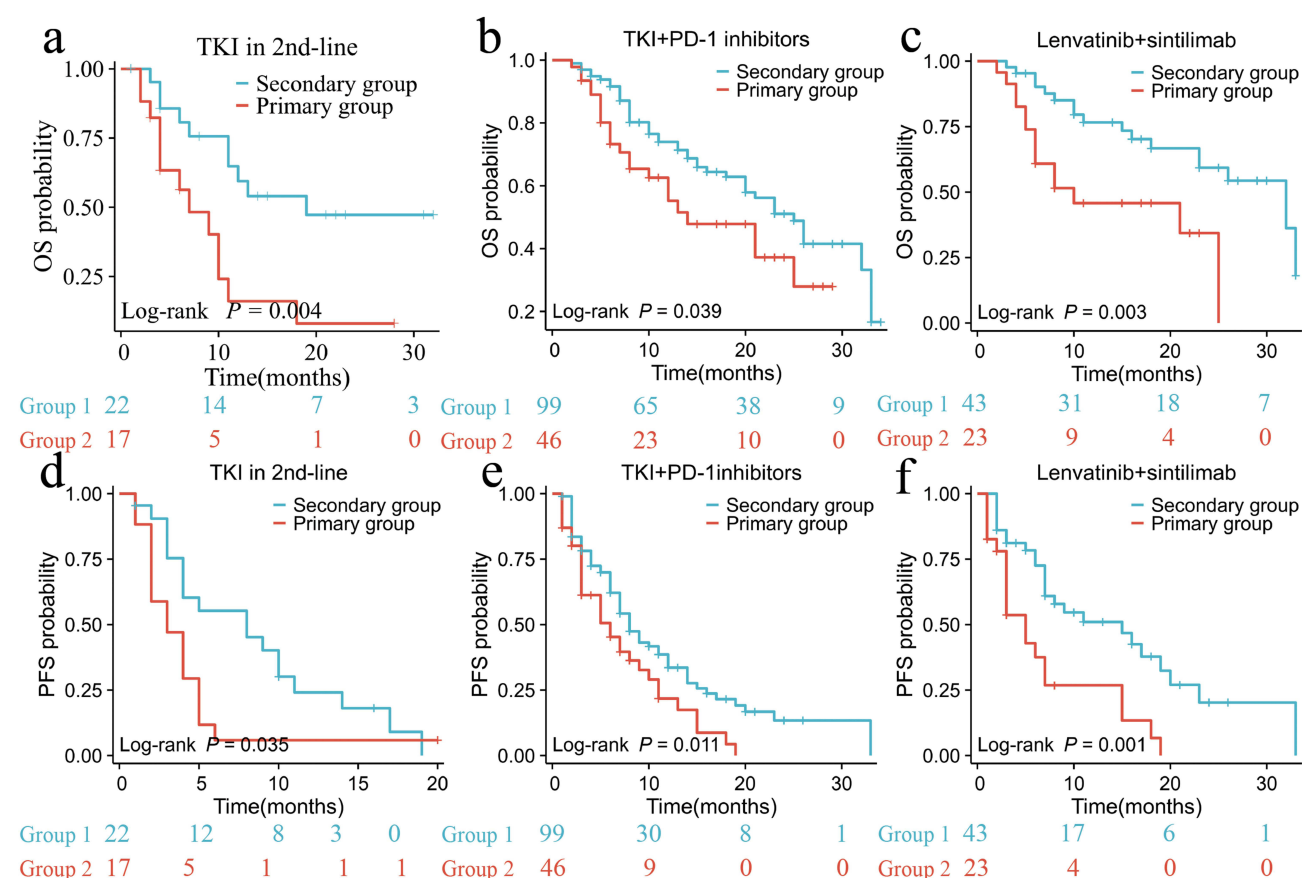 a
TKI in 2nd-line
Secondary group
Primary group
OS probability
1.00
0.75
0.50
0.25
Log-rank P = 0.004
0 10 20 30
Time(months)
Group 1 22 14 7 3
Group 2 17 5 1 0
b
TKI+PD-1 inhibitors
Secondary group
Primary group
OS probability
1.0
0.8
0.6
0.4
0.2
Log-rank P = 0.039
0 10 20 30
Time(months)
Group 1 99 65 38 9
Group 2 46 23 10 0
c
Lenvatinib+sintilimab
Secondary group
Primary group
OS probability
1.00
0.75
0.50
0.25
0.00
Log-rank P = 0.003
0 10 20 30
Time(months)
Group 1 43 31 18 7
Group 2 23 9 4 0
d
TKI in 2nd-line
Secondary group
Primary group
PFS probability
1.00
0.75
0.50
0.25
0.00
Log-rank P = 0.035
0 5 10 15 20
Time(months)
Group 1 22 12 8 3 0
Group 2 17 5 1 1 1
e
TKI+PD-1inhibitors
Secondary group
Primary group
PFS probability
1.00
0.75
0.50
0.25
0.00
Log-rank P = 0.011
0 10 20 30
Time(months)
Group 1 99 30 8 1
Group 2 46 9 0 0
f
Lenvatinib+sintilimab
Secondary group
Primary group
PFS probability
1.00
0.75
0.50
0.25
0.00
Log-rank P = 0.001
0 10 20 30
Time(months)
Group 1 43 17 6 1
Group 2 23 4 0 0